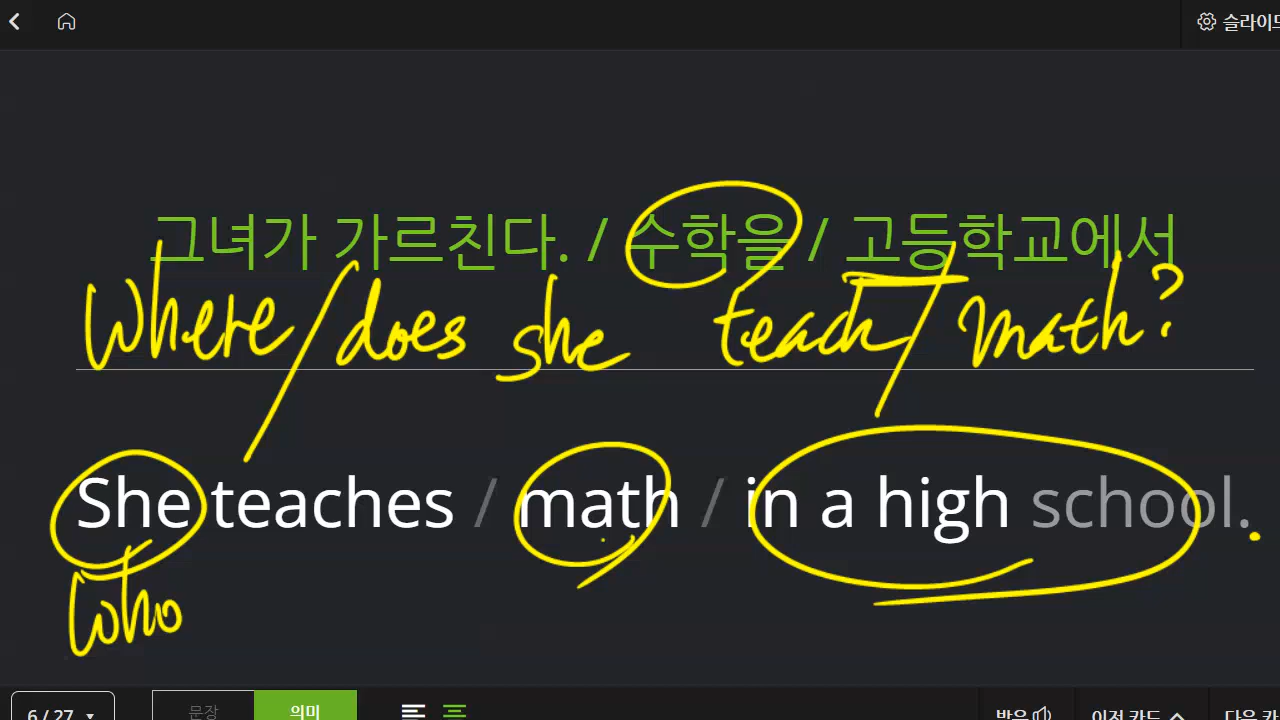 슬라이드
그녀가 가르친다. / 수학을 / 고등학교에서
Where / does she teach / math?
She teaches / math / in a high school.
who
6 / 27
문장
의미
발음
이전 카드
다음